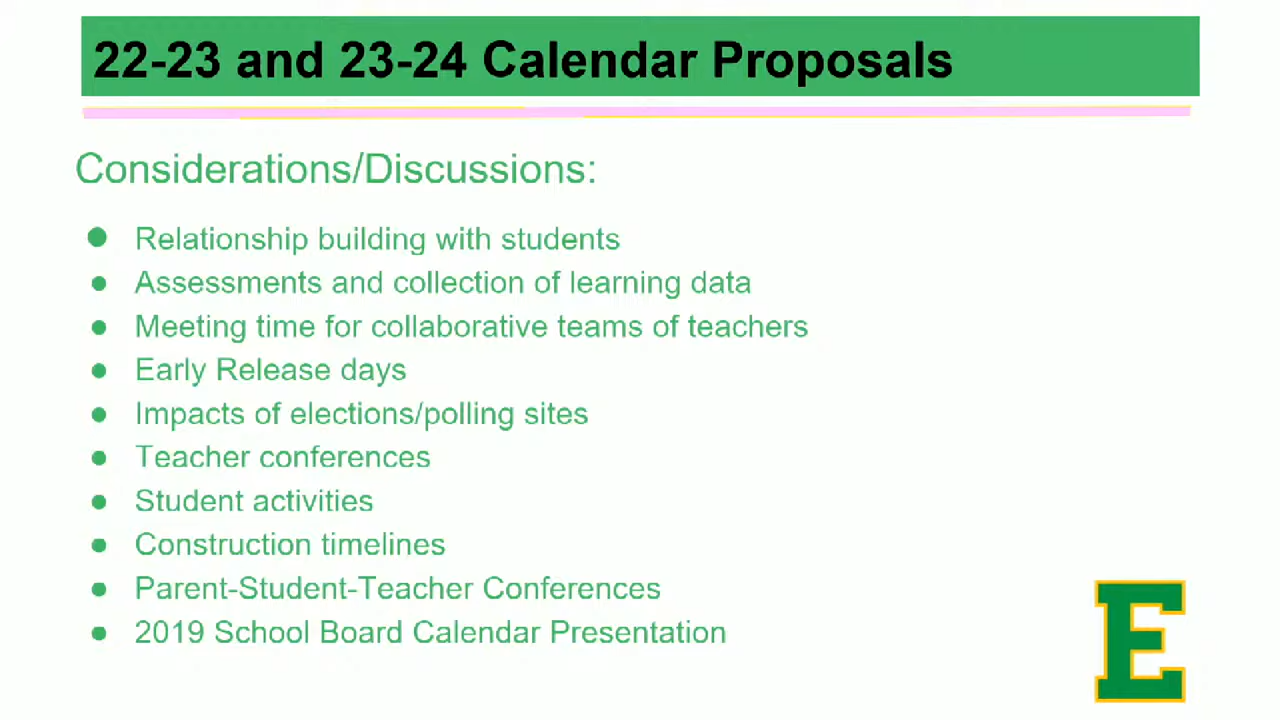 22-23 and 23-24 Calendar Proposals
Considerations/Discussions:
● Relationship building with students
● Assessments and collection of learning data
● Meeting time for collaborative teams of teachers
● Early Release days
● Impacts of elections/polling sites
● Teacher conferences
● Student activities
● Construction timelines
● Parent-Student-Teacher Conferences
● 2019 School Board Calendar Presentation
E